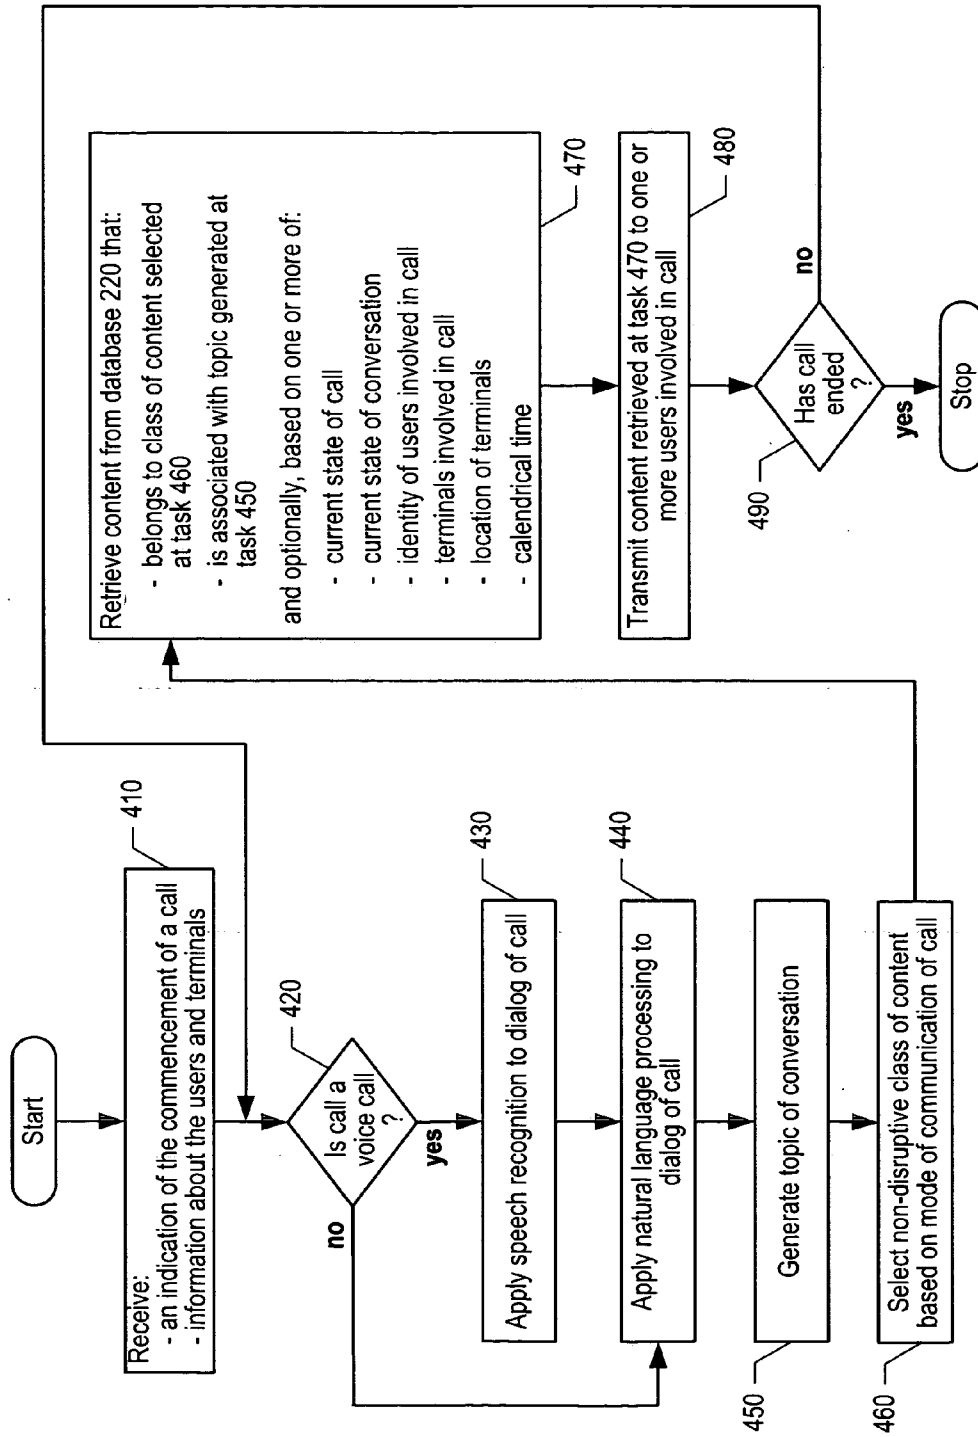 Start
Receive:
- an indication of the commencement of a call
- information about the users and terminals
410
Is call a
voice call
?
420
no
yes
Apply speech recognition to dialog of call
430
Apply natural language processing to
dialog of call
440
Generate topic of conversation
450
Select non-disruptive class of content
based on mode of communication of call
460
Retrieve content from database 220 that:
- belongs to class of content selected
at task 460
- is associated with topic generated at
task 450
and optionally, based on one or more of:
- current state of call
- current state of conversation
- identity of users involved in call
- terminals involved in call
- location of terminals
- calendrical time
470
Transmit content retrieved at task 470 to one or
more users involved in call
480
Has call
ended
?
490
no
yes
Stop